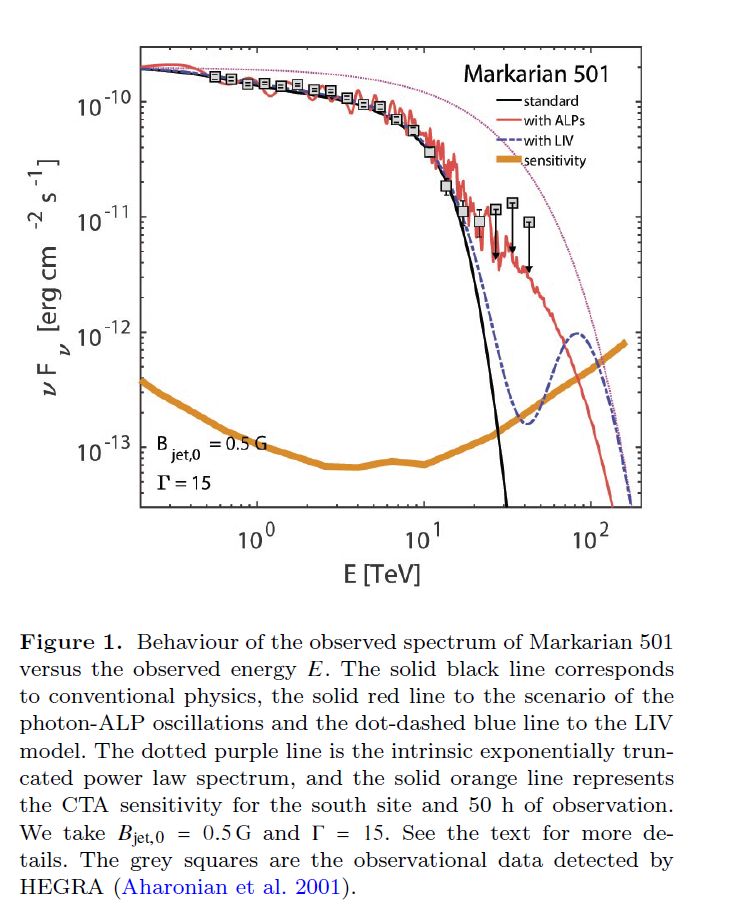 Markarian 501
standard
with ALPs
with LIV
sensitivity
10^-10
10^-11
10^-12
10^-13
ν F_ν [erg cm^-2 s^-1]
B_jet,0 = 0.5 G
Γ = 15
10^0
10^1
10^2
E [TeV]
Figure 1. Behaviour of the observed spectrum of Markarian 501
versus the observed energy E. The solid black line corresponds
to conventional physics, the solid red line to the scenario of the
photon-ALP oscillations and the dot-dashed blue line to the LIV
model. The dotted purple line is the intrinsic exponentially trun-
cated power law spectrum, and the solid orange line represents
the CTA sensitivity for the south site and 50 h of observation.
We take B_jet,0 = 0.5 G and Γ = 15. See the text for more de-
tails. The grey squares are the observational data detected by
HEGRA (Aharonian et al. 2001).